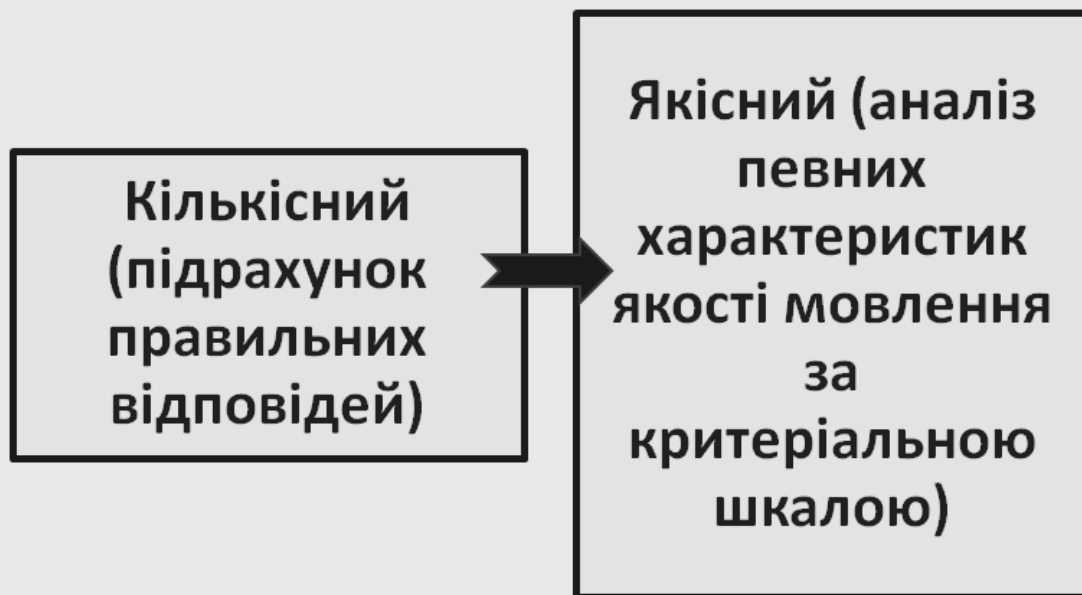 Кількісний
(підрахунок
правильних
відповідей)
Якісний (аналіз
певних
характеристик
якості мовлення
за
критеріальною
шкалою)